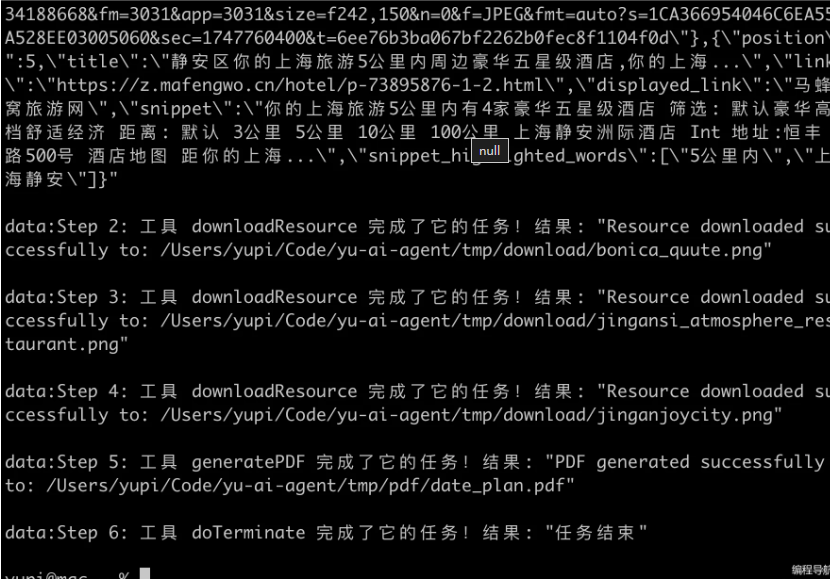 34188668&fm=3031&app=3031&size=f242,150&n=0&f=JPEG&fmt=auto?s=1CA366954046C6EA55
A528EE03005060&sec=1747760400&t=6ee76b3ba067bf2262b0fec8f1104f0d\"},{\"position\
":5,\"title\":\"静安区你的上海旅游5公里内周边豪华五星级酒店,你的上海...\",\"link
\":\"https://z.mafengwo.cn/hotel/p-73895876-1-2.html\",\"displayed_link\":\"马蜂
窝旅游网\",\"snippet\":\"你的上海旅游5公里内有4家豪华五星级酒店 筛选: 默认豪华高
档舒适经济 距离: 默认 3公里 5公里 10公里 100公里 上海静安洲际酒店 Int 地址:恒丰
路500号 酒店地图 距你的上海...\",\"snippet_hi ghted_words\":[\"5公里内\",\"上
null
海静安\"]}"
data:Step 2: 工具 downloadResource 完成了它的任务! 结果: "Resource downloaded su
ccessfully to: /Users/yupi/Code/yu-ai-agent/tmp/download/bonica_quute.png"
data:Step 3: 工具 downloadResource 完成了它的任务! 结果: "Resource downloaded su
ccessfully to: /Users/yupi/Code/yu-ai-agent/tmp/download/jingansi_atmosphere_res
taurant.png"
data:Step 4: 工具 downloadResource 完成了它的任务! 结果: "Resource downloaded su
ccessfully to: /Users/yupi/Code/yu-ai-agent/tmp/download/jinganjoycity.png"
data:Step 5: 工具 generatePDF 完成了它的任务! 结果: "PDF generated successfully
to: /Users/yupi/Code/yu-ai-agent/tmp/pdf/date_plan.pdf"
data:Step 6: 工具 doTerminate 完成了它的任务! 结果: "任务结束"
yupi@mac ~ %
编程导航